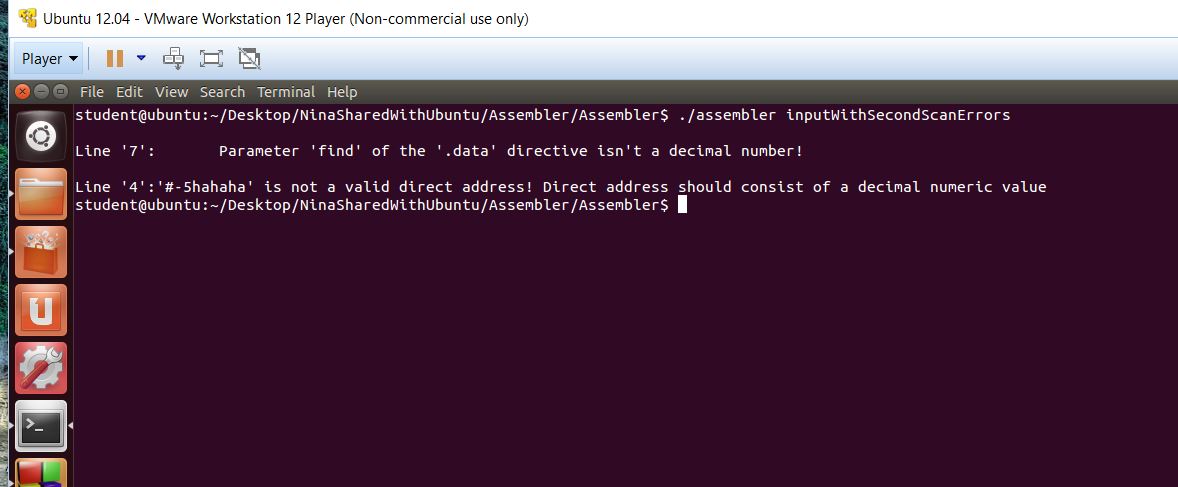 Ubuntu 12.04 - VMware Workstation 12 Player (Non-commercial use only)
Player
File Edit View Search Terminal Help
student@ubuntu:~/Desktop/NinaSharedWithUbuntu/Assembler/Assembler$ ./assembler inputWithSecondScanErrors
Line '7':       Parameter 'find' of the '.data' directive isn't a decimal number!
Line '4':'#-5hahaha' is not a valid direct address! Direct address should consist of a decimal numeric value
student@ubuntu:~/Desktop/NinaSharedWithUbuntu/Assembler/Assembler$